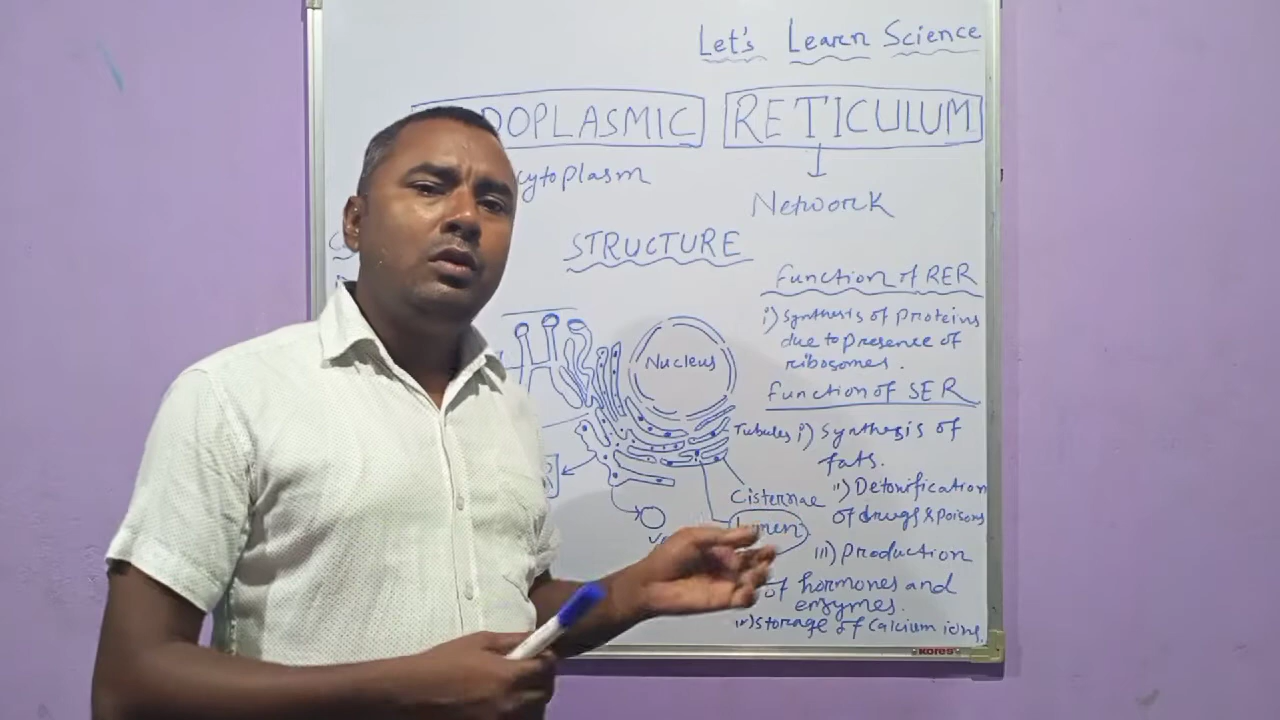 Let's Learn Science
DOPLASMIC RETICULUM
cytoplasm
Network
STRUCTURE
Function of RER
i) Synthesis of proteins
due to presence of
ribosomes.
Function of SER
i) Synthesis of
fats.
ii) Detonification
of drugs & poisons
iii) Production
of hormones and
enzymes.
iv) Storage of Calcium ions.
Nucleus
Tubules
Cisternae
Lumen
KORES